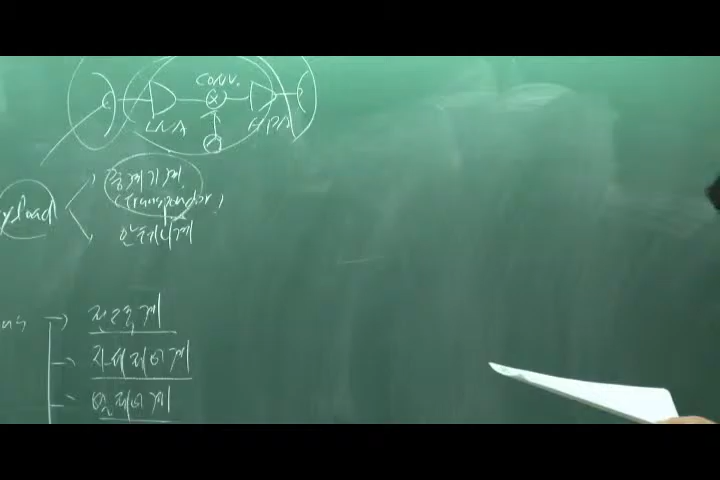 Conv.
LNA
HPA
중계기계
(Transponder)
yload
안테나계
전력계
자세제어계
열제어계